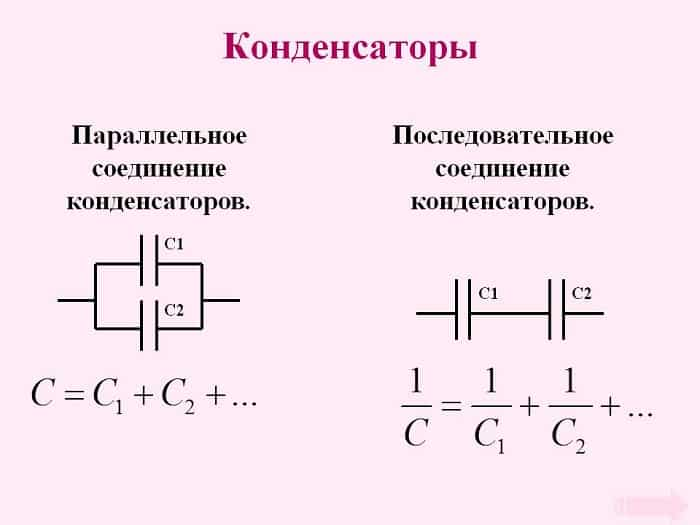 Конденсаторы
Параллельное
соединение
конденсаторов.
C1
C2
C = C₁ + C₂ + ...
Последовательное
соединение
конденсаторов.
C1 C2
1/C = 1/C₁ + 1/C₂ + ...